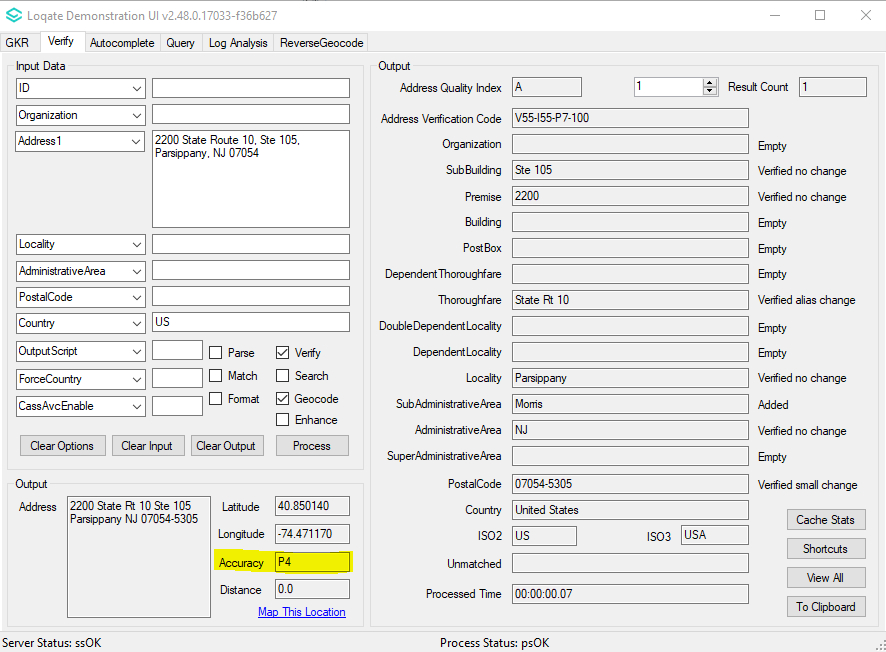 Loqate Demonstration UI v2.48.0.17033-f36b627
GKR Verify Autocomplete Query Log Analysis ReverseGeocode
Input Data
ID
Organization
Address1
2200 State Route 10, Ste 105,
Parsippany, NJ 07054
Locality
AdministrativeArea
PostalCode
Country US
OutputScript Parse Verify
ForceCountry Match Search
CassAvcEnable Format Geocode
Enhance
Clear Options Clear Input Clear Output Process
Output
Address
2200 State Rt 10 Ste 105
Parsippany NJ 07054-5305
Latitude 40.850140
Longitude -74.471170
Accuracy P4
Distance 0.0
Map This Location
Output
Address Quality Index A 1 Result Count 1
Address Verification Code V55-I55-P7-100
Organization Empty
SubBuilding Ste 105 Verified no change
Premise 2200 Verified no change
Building Empty
PostBox Empty
DependentThoroughfare Empty
Thoroughfare State Rt 10 Verified alias change
DoubleDependentLocality Empty
DependentLocality Empty
Locality Parsippany Verified no change
SubAdministrativeArea Morris Added
AdministrativeArea NJ Verified no change
SuperAdministrativeArea Empty
PostalCode 07054-5305 Verified small change
Country United States
ISO2 US ISO3 USA
Unmatched
Processed Time 00:00:00.07
Cache Stats
Shortcuts
View All
To Clipboard
Server Status: ssOK Process Status: psOK